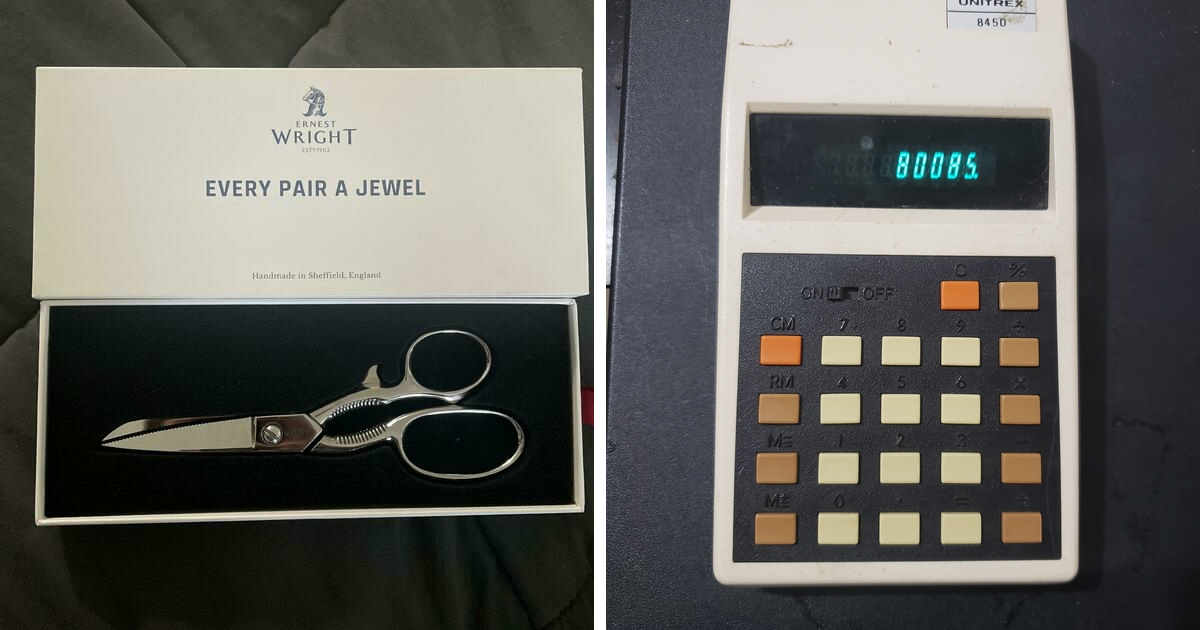 ERNEST
WRIGHT
ESTD 1902
EVERY PAIR A JEWEL
Handmade in Sheffield, England
UNITREX
8450
80085.
C %
ON OFF
CM 7 8 9 ÷
RM 4 5 6 X
1 2 3 -
0 . = +